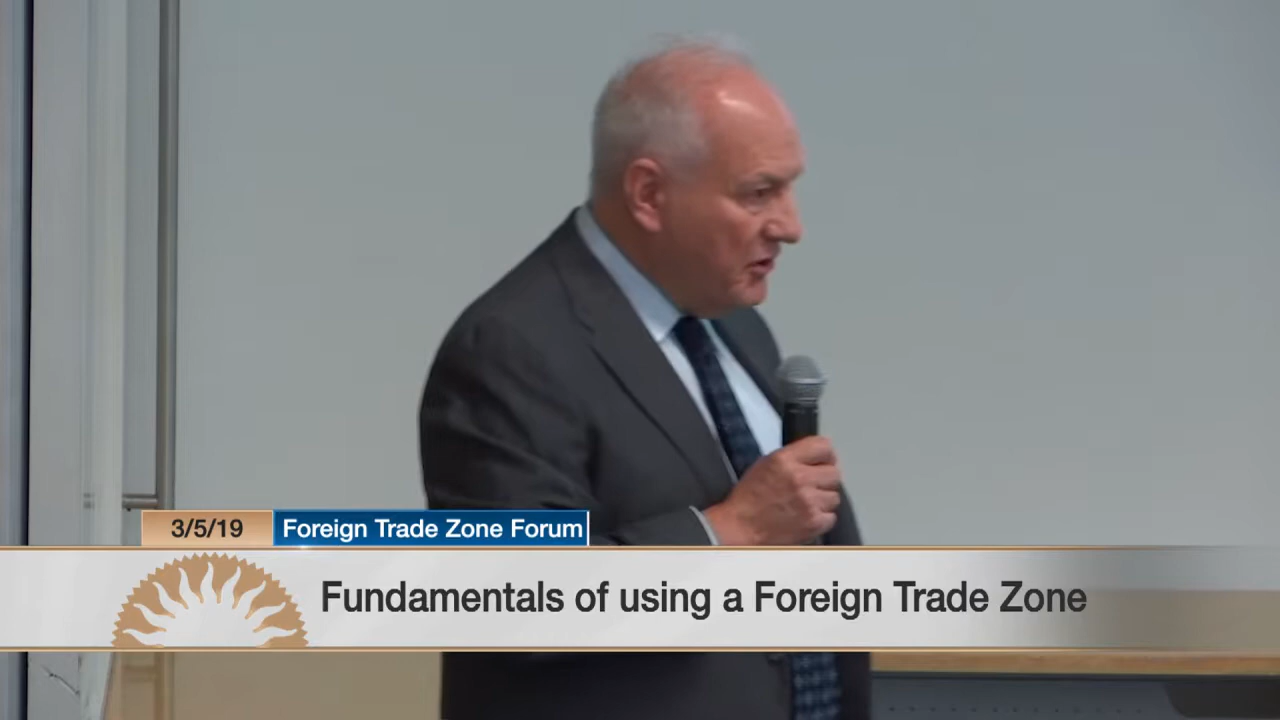 3/5/19
Foreign Trade Zone Forum
Fundamentals of using a Foreign Trade Zone